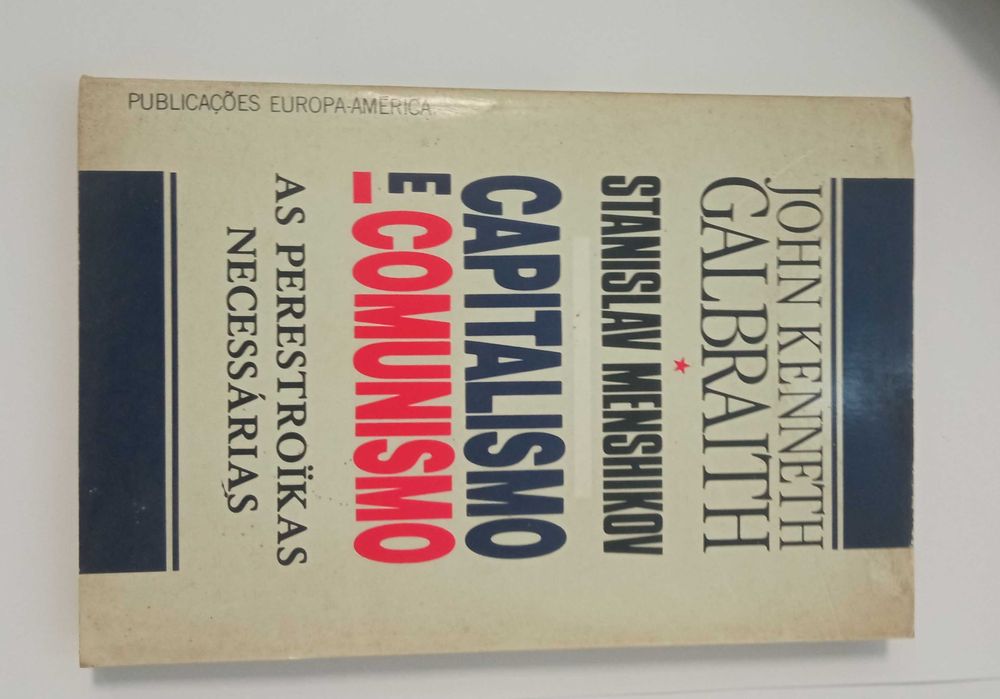 JOHN KENNETH
GALBRAITH
STANISLAV MENSHIKOV
CAPITALISMO
E COMUNISMO
AS PERESTROÏKAS
NECESSÁRIAS
PUBLICAÇÕES EUROPA-AMÉRICA